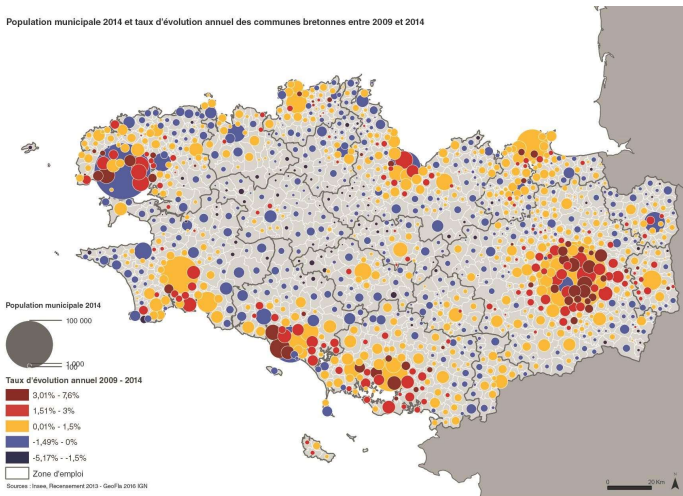 Population municipale 2014 et taux d'évolution annuel des communes bretonnes entre 2009 et 2014
Population municipale 2014
100 000
1 000
100
Taux d'évolution annuel 2009 - 2014
3,01% - 7,6%
1,51% - 3%
0,01% - 1,5%
-1,49% - 0%
-5,17% - -1,5%
Zone d'emploi
Sources : Insee, Recensement 2013 - GeoFla 2016 IGN
0 20 Km